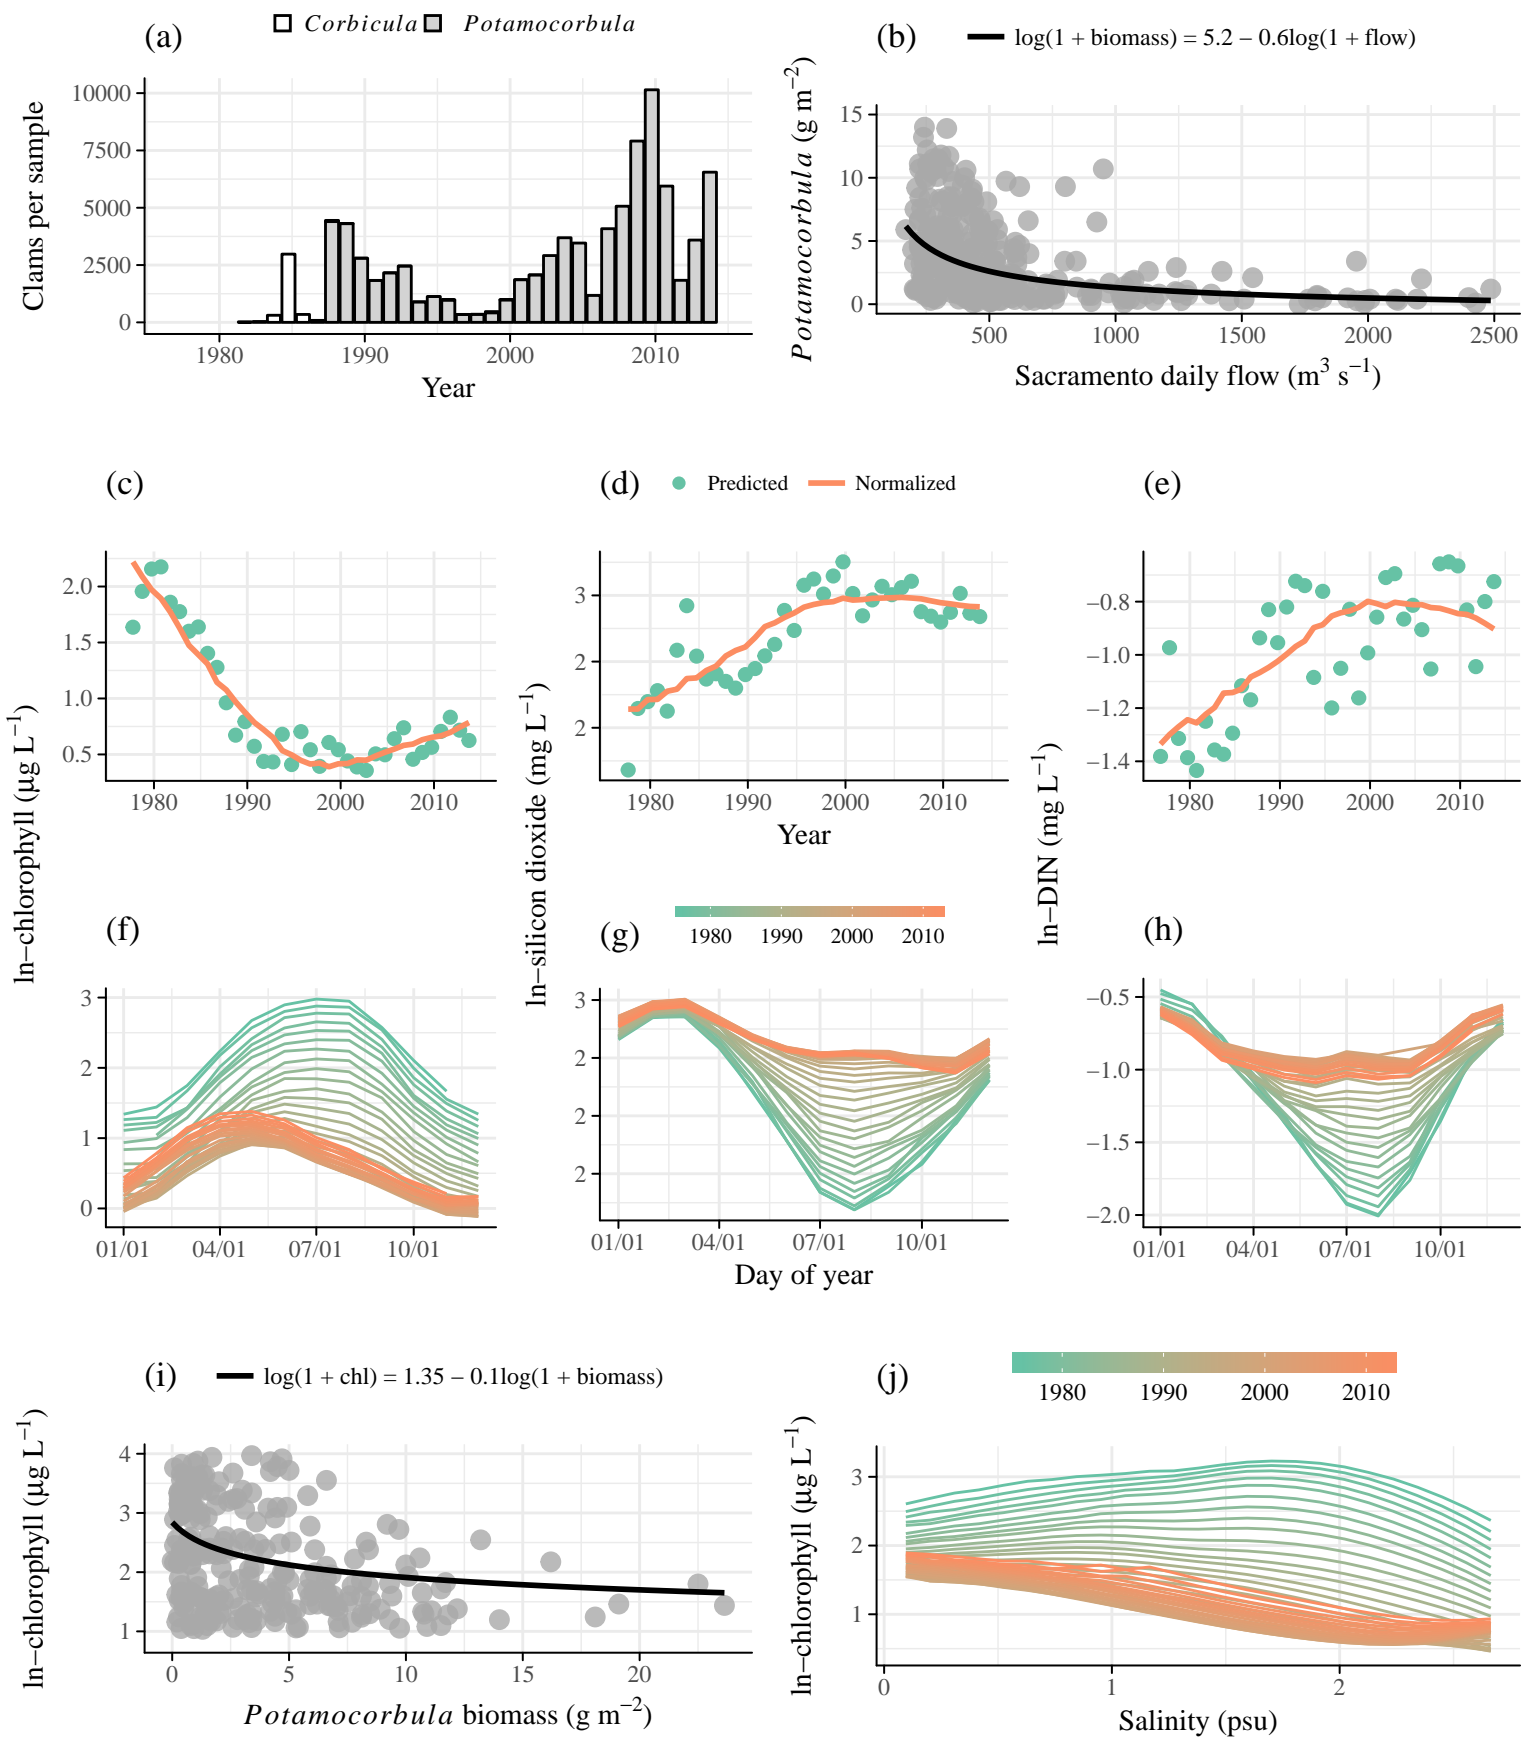 (a)
Corbicula Potamocorbula
Clams per sample
10000
7500
5000
2500
0
1980 1990 2000 2010
Year
(b)
log(1 + biomass) = 5.2 − 0.6log(1 + flow)
Potamocorbula (g m−2)
15
10
5
0
500 1000 1500 2000 2500
Sacramento daily flow (m3 s−1)
(c)
ln−chlorophyll (µg L−1)
2.0
1.5
1.0
0.5
1980 1990 2000 2010
(d)
Predicted Normalized
ln−silicon dioxide (mg L−1)
3
2
2
1980 1990 2000 2010
Year
(e)
ln−DIN (mg L−1)
−0.8
−1.0
−1.2
−1.4
1980 1990 2000 2010
(f)
3
2
1
0
01/01 04/01 07/01 10/01
(g)
1980 1990 2000 2010
3
2
2
2
01/01 04/01 07/01 10/01
Day of year
(h)
−0.5
−1.0
−1.5
−2.0
01/01 04/01 07/01 10/01
(i)
log(1 + chl) = 1.35 − 0.1log(1 + biomass)
ln−chlorophyll (µg L−1)
4
3
2
1
0 5 10 15 20
Potamocorbula biomass (g m−2)
(j)
1980 1990 2000 2010
ln−chlorophyll (µg L−1)
3
2
1
0 1 2
Salinity (psu)